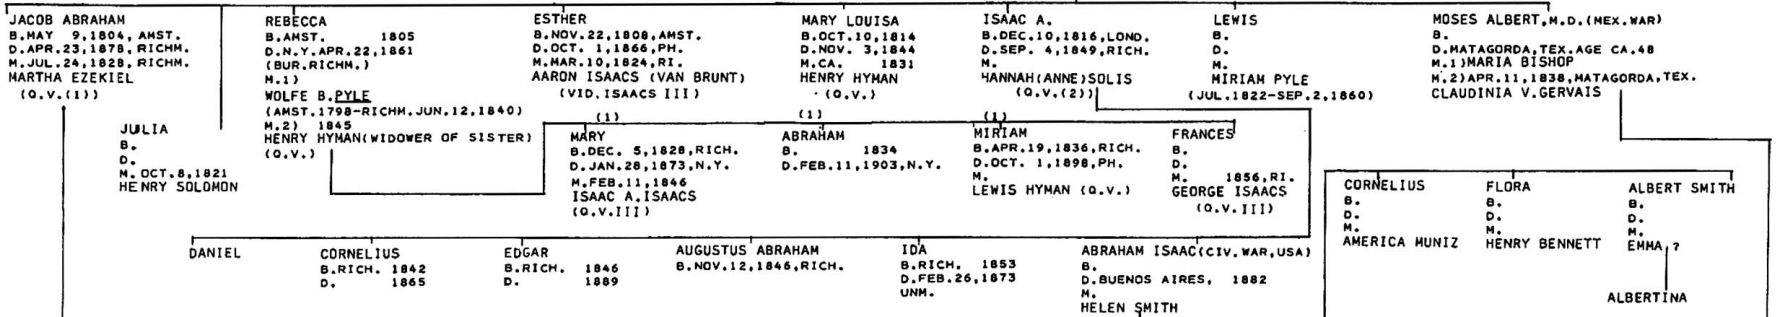 JACOB ABRAHAM
B.MAY 9,1804, AMST.
D.APR.23,1878, RICHM.
M.JUL.24,1828, RICHM.
MARTHA EZEKIEL
(Q.V.(1))
JULIA
B.
D.
M. OCT.8,1821
HENRY SOLOMON
REBECCA
B.AMST. 1805
D.N.Y.APR.22,1861
(BUR.RICHM.)
M.1)
WOLFE B.PYLE
(AMST.1798-RICHM.JUN.12,1840)
M.2) 1845
HENRY HYMAN(WIDOWER OF SISTER)
(Q.V.)
ESTHER
B.NOV.22,1808,AMST.
D.OCT. 1,1866,PH.
M.MAR.10,1824,RI.
AARON ISAACS (VAN BRUNT)
(VID.ISAACS III)
MARY LOUISA
B.OCT.10,1814
D.NOV. 3,1844
M.CA. 1831
HENRY HYMAN
(Q.V.)
ISAAC A.
B.DEC.10,1816,LOND.
D.SEP. 4,1849,RICH.
M.
HANNAH(ANNE)SOLIS
(Q.V.(2))
LEWIS
B.
D.
M.
MIRIAM PYLE
(JUL.1822-SEP.2,1860)
MOSES ALBERT,M.D.(MEX.WAR)
B.
D.MATAGORDA,TEX.AGE CA.48
M.1)MARIA BISHOP
M.2)APR.11,1838,MATAGORDA,TEX.
CLAUDINIA V.GERVAIS
(1)
MARY
B.DEC. 5,1828,RICH.
D.JAN.28,1873,N.Y.
M.FEB.11,1846
ISAAC A.ISAACS
(Q.V.III)
(1)
ABRAHAM
B. 1834
D.FEB.11,1903,N.Y.
(1)
MIRIAM
B.APR.19,1836,RICH.
D.OCT. 1,1898,PH.
M.
LEWIS HYMAN (Q.V.)
FRANCES
B.
D.
M. 1856,RI.
GEORGE ISAACS
(Q.V.III)
CORNELIUS
B.
D.
M.
AMERICA MUNIZ
FLORA
B.
D.
M.
HENRY BENNETT
ALBERT SMITH
B.
D.
M.
EMMA ?
ALBERTINA
DANIEL
CORNELIUS
B.RICH. 1842
D. 1865
EDGAR
B.RICH. 1846
D. 1889
AUGUSTUS ABRAHAM
B.NOV.12,1846,RICH.
IDA
B.RICH. 1853
D.FEB.26,1873
UNM.
ABRAHAM ISAAC(CIV.WAR,USA)
B.
D.BUENOS AIRES, 1882
M.
HELEN SMITH